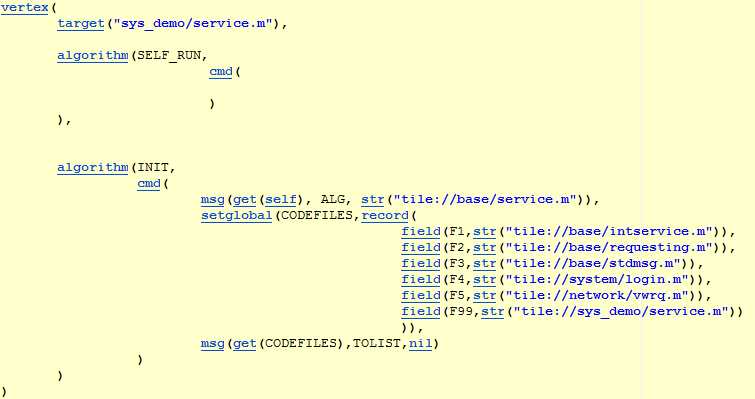 vertex(
target("sys_demo/service.m"),
algorithm(SELF_RUN,
cmd(
)
),
algorithm(INIT,
cmd(
msg(get(self), ALG, str("tile://base/service.m")),
setglobal(CODEFILES,record(
field(F1,str("tile://base/intservice.m")),
field(F2,str("tile://base/requesting.m")),
field(F3,str("tile://base/stdmsg.m")),
field(F4,str("tile://system/login.m")),
field(F5,str("tile://network/vwrq.m")),
field(F99,str("tile://sys_demo/service.m"))
)),
msg(get(CODEFILES),TOLIST,nil)
)
)
)